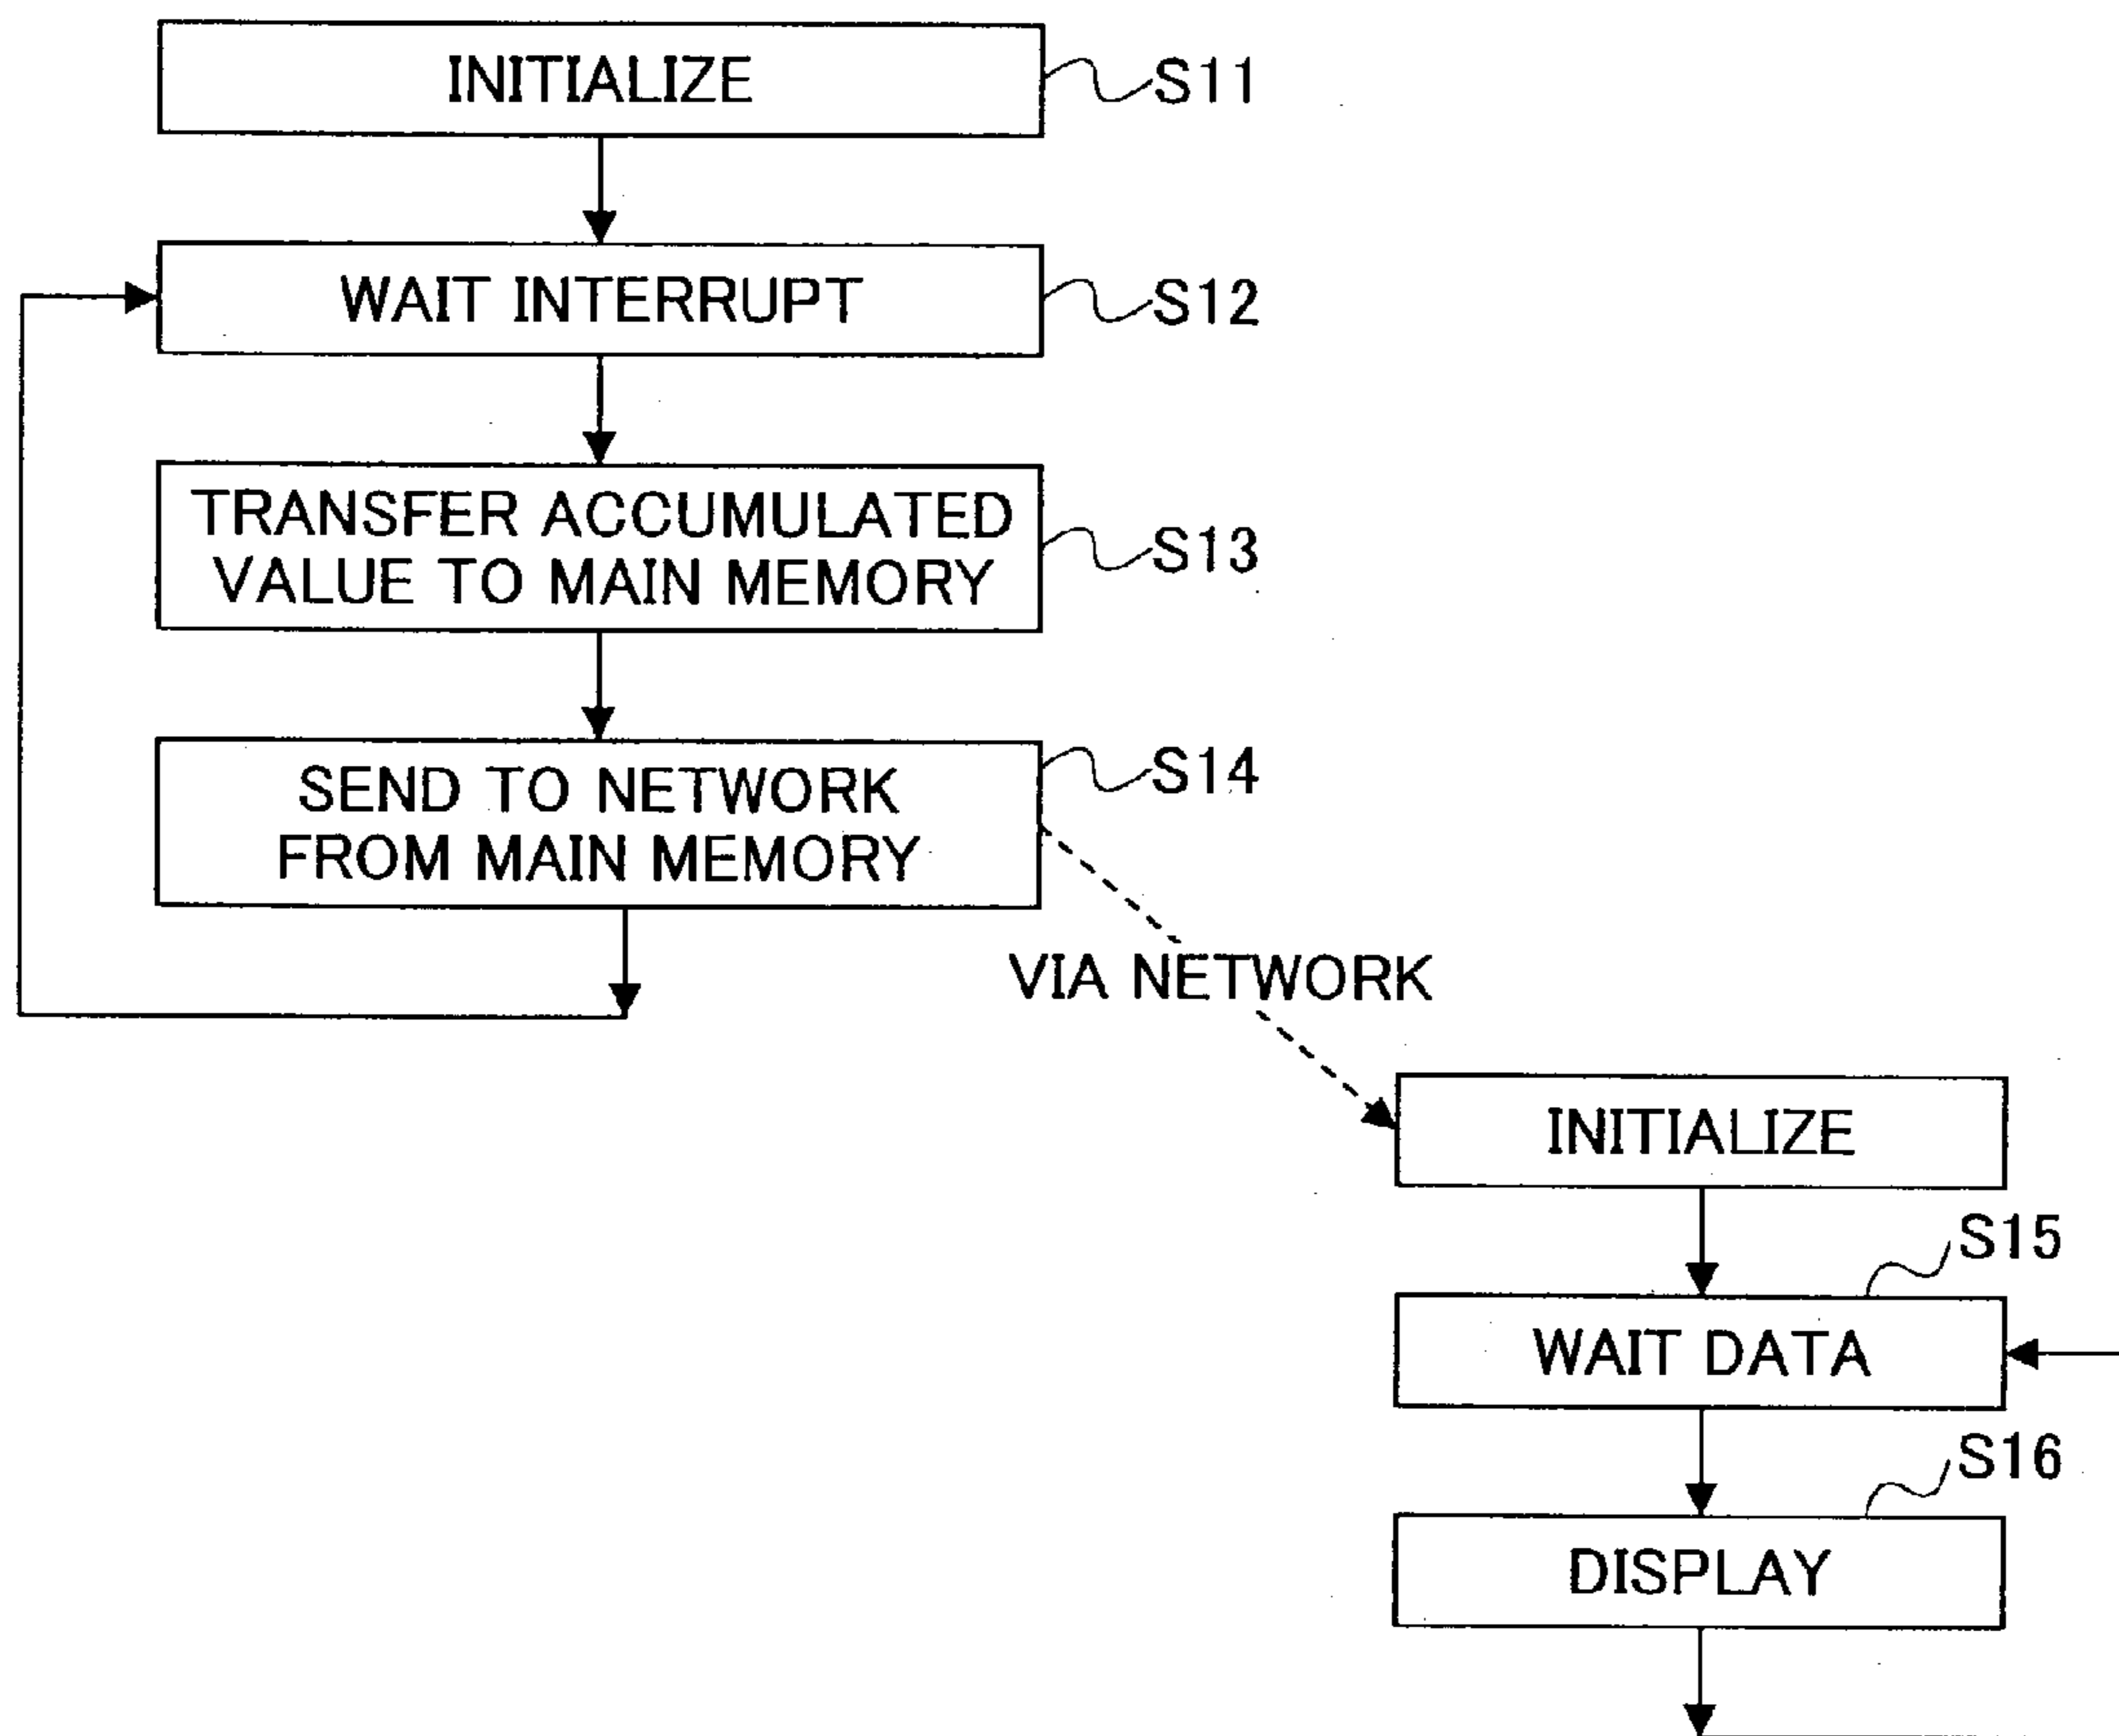 INITIALIZE
S11
WAIT INTERRUPT
S12
TRANSFER ACCUMULATED
VALUE TO MAIN MEMORY
S13
SEND TO NETWORK
FROM MAIN MEMORY
S14
VIA NETWORK
INITIALIZE
S15
WAIT DATA
S16
DISPLAY